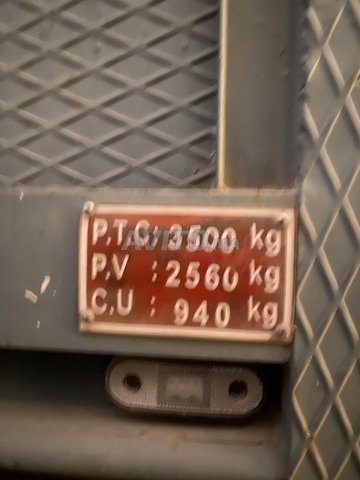 P,T,C: 3500 kg
P.V : 2560 kg
C.U : 940 kg